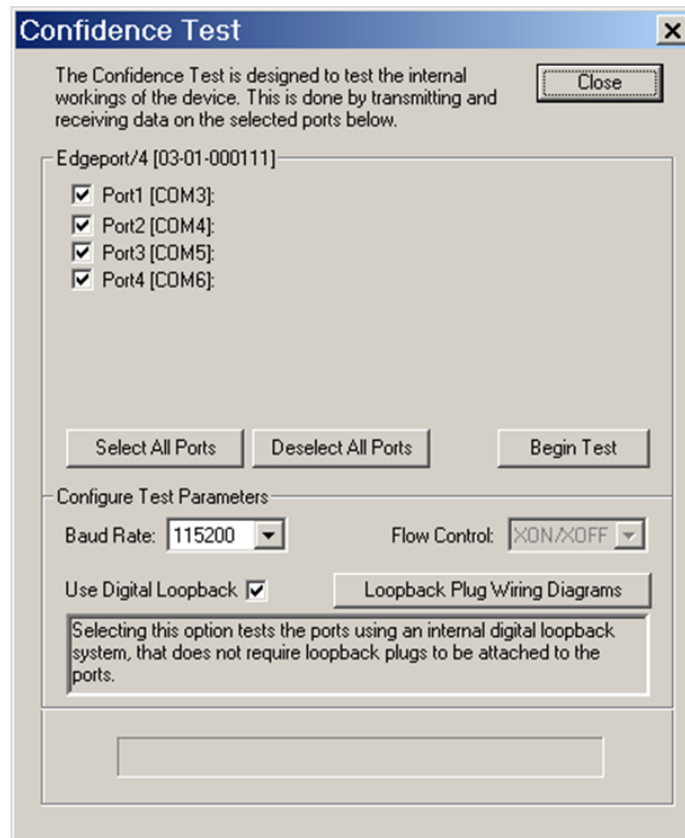 Confidence Test
The Confidence Test is designed to test the internal
workings of the device. This is done by transmitting and
receiving data on the selected ports below.
Close
Edgeport/4 [03-01-000111]
Port1 [COM3]:
Port2 [COM4]:
Port3 [COM5]:
Port4 [COM6]:
Select All Ports
Deselect All Ports
Begin Test
Configure Test Parameters
Baud Rate: 115200
Flow Control: XON/XOFF
Use Digital Loopback
Loopback Plug Wiring Diagrams
Selecting this option tests the ports using an internal digital loopback
system, that does not require loopback plugs to be attached to the
ports.